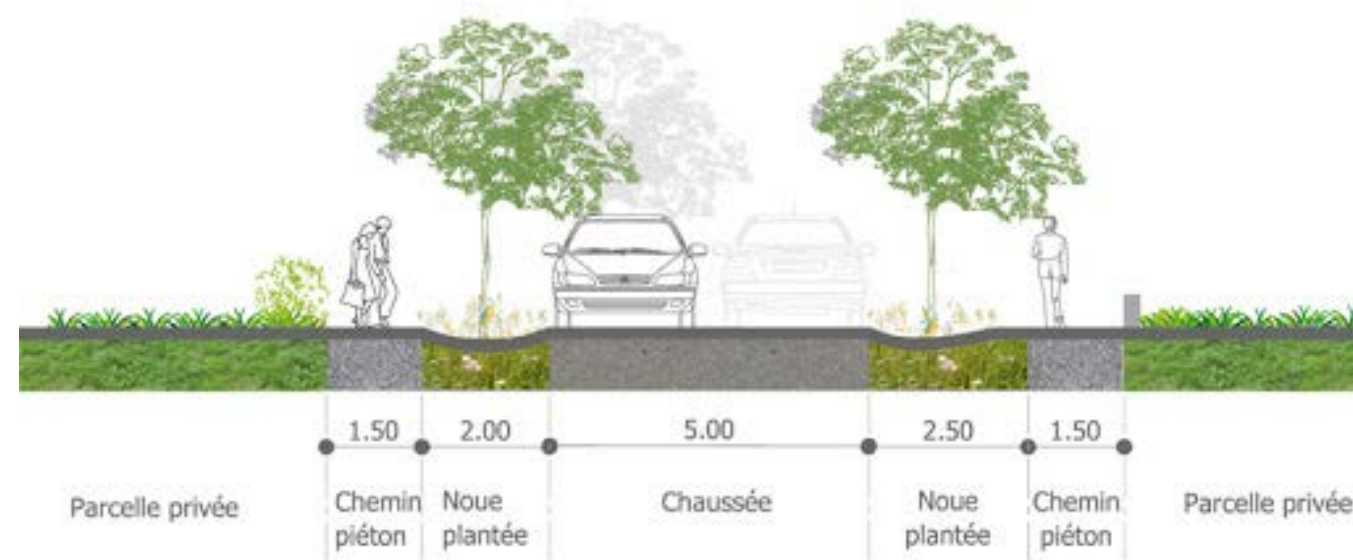 1.50 2.00 5.00 2.50 1.50
Parcelle privée
Chemin
piéton
Noue
plantée
Chaussée
Noue
plantée
Chemin
piéton
Parcelle privée